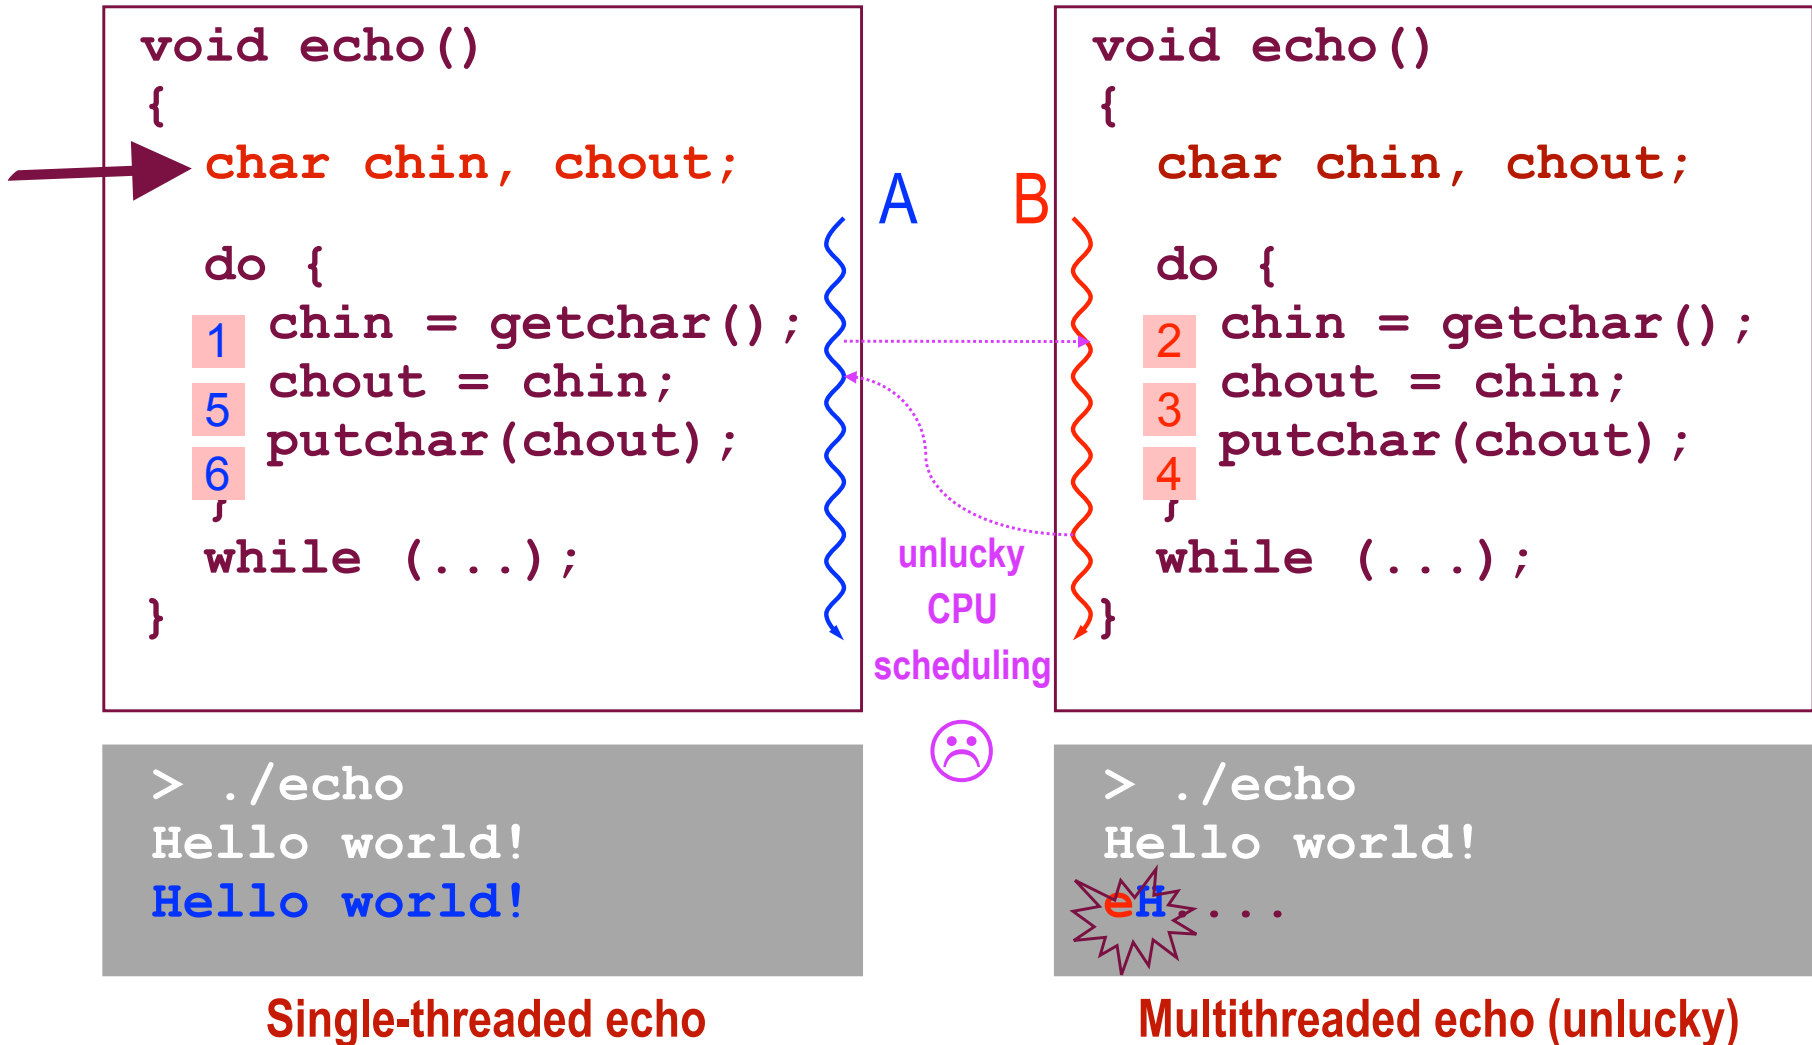 void echo()
{
char chin, chout;
do {
1 chin = getchar();
5 chout = chin;
6 putchar(chout);
}
while (...);
}
A
B
unlucky
CPU
scheduling
void echo()
{
char chin, chout;
do {
2 chin = getchar();
3 chout = chin;
4 putchar(chout);
}
while (...);
}
> ./echo
Hello world!
Hello world!
> ./echo
Hello world!
eH....
Single-threaded echo
Multithreaded echo (unlucky)